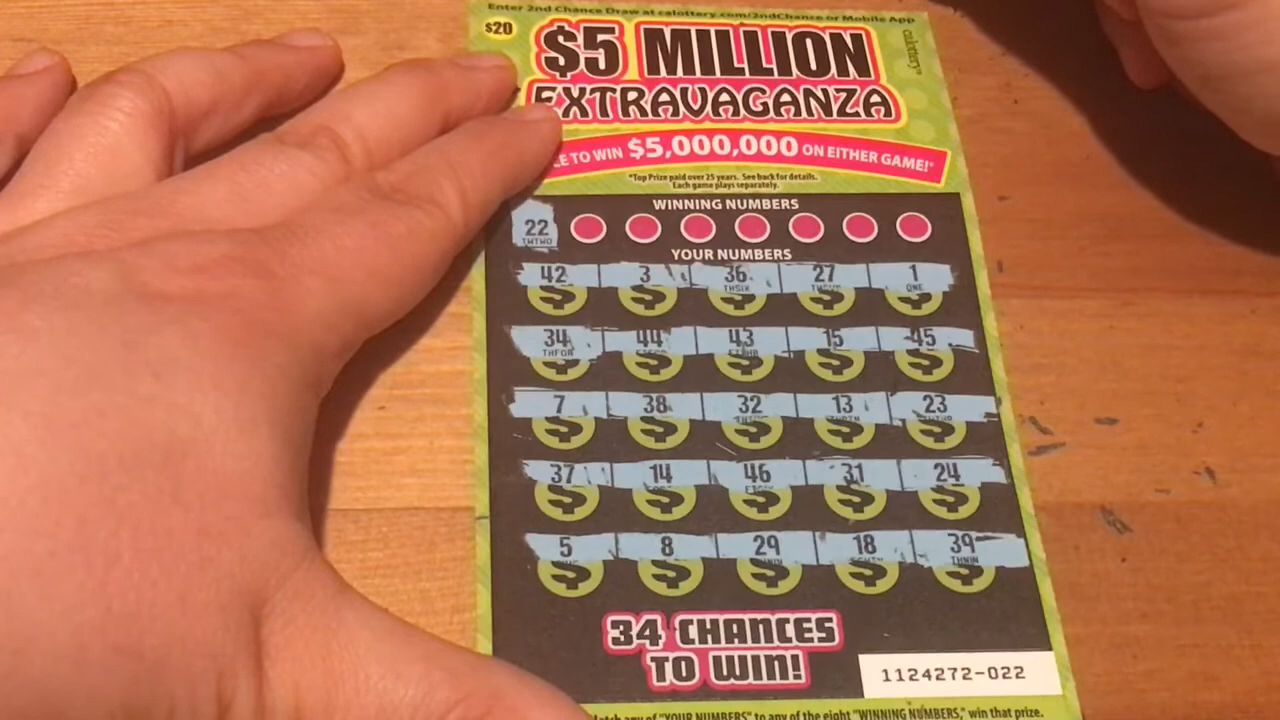 Enter 2nd Chance Draw at calottery.com/2ndChance or Mobile App
$20
calottery
$5 MILLION
EXTRAVAGANZA
TO WIN $5,000,000 ON EITHER GAME!*
*Top Prize paid over 25 years. See back for details.
Each game plays separately.
WINNING NUMBERS
22
TWTWO
YOUR NUMBERS
42 3 36 27 1
THSIX ONE
34 44 43 15 45
THFOR
7 38 32 13 23
37 14 46 31 24
5 8 29 18 39
THNIN
34 CHANCES
TO WIN!
1124272-022
any of "YOUR NUMBERS" to any of the eight "WINNING NUMBERS," win that prize.